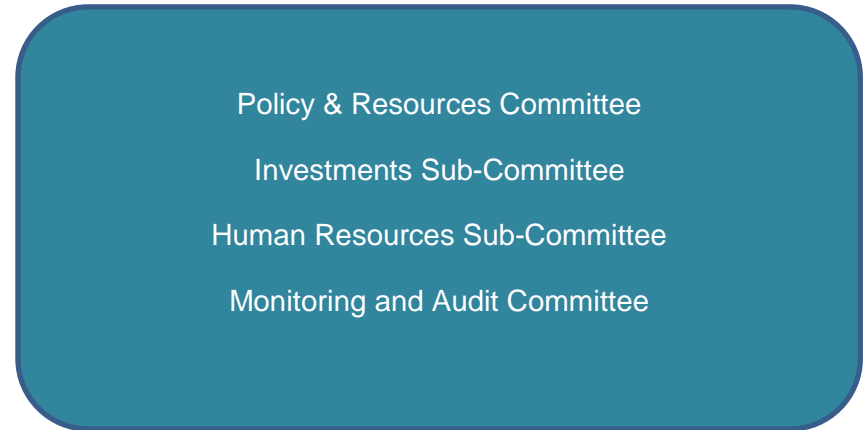 Policy & Resources Committee
Investments Sub-Committee
Human Resources Sub-Committee
Monitoring and Audit Committee